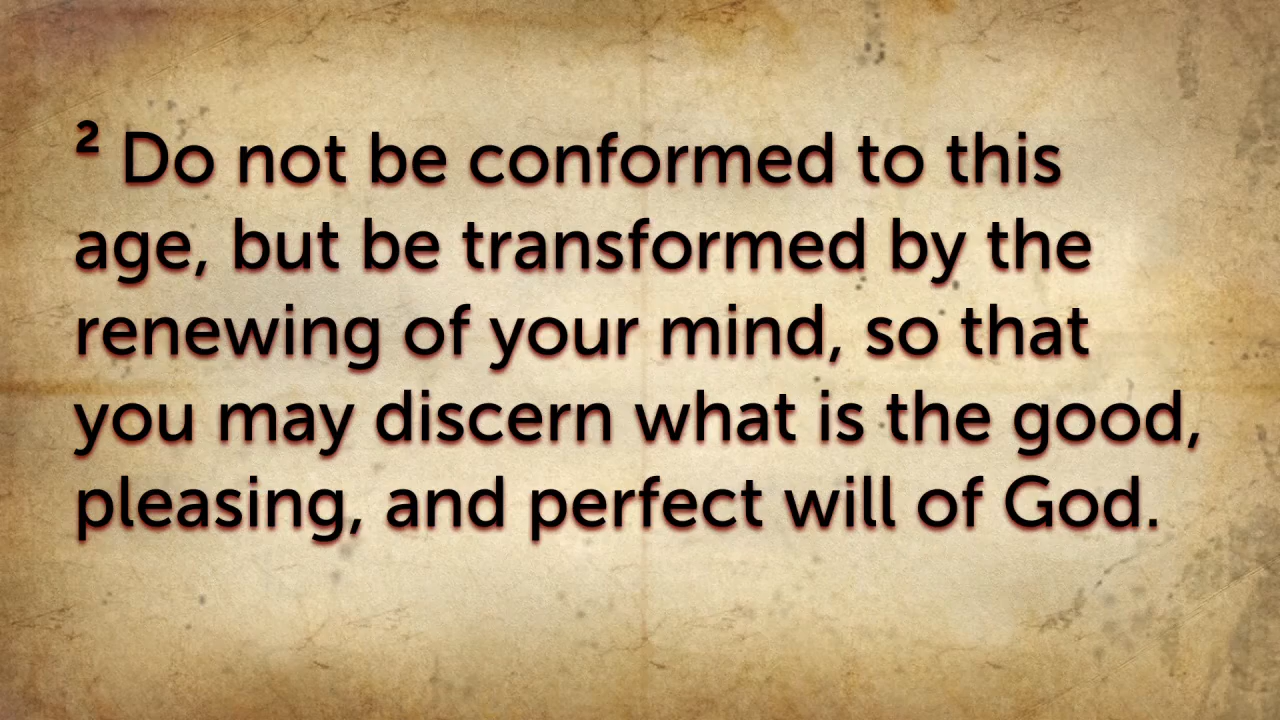 ² Do not be conformed to this
age, but be transformed by the
renewing of your mind, so that
you may discern what is the good,
pleasing, and perfect will of God.